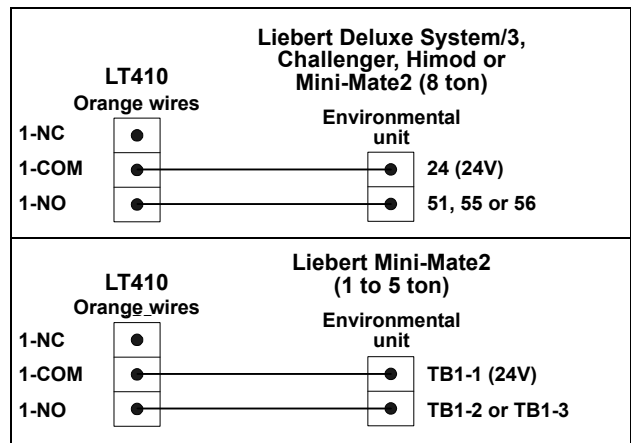 Liebert Deluxe System/3,
Challenger, Himod or
Mini-Mate2 (8 ton)
LT410
Orange wires
Environmental
unit
1-NC
1-COM
24 (24V)
1-NO
51, 55 or 56
Liebert Mini-Mate2
(1 to 5 ton)
LT410
Orange wires
Environmental
unit
1-NC
1-COM
TB1-1 (24V)
1-NO
TB1-2 or TB1-3